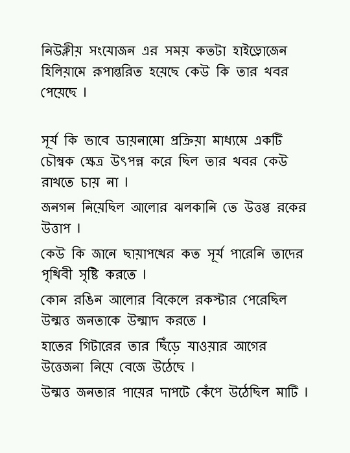 নিউক্লীয় সংযোজন এর সময় কতটা হাইড্রোজেন
হিলিয়ামে রূপান্তরিত হয়েছে কেউ কি তার খবর
পেয়েছে ।
সূর্য কি ভাবে ডায়নামো প্রক্রিয়া মাধ্যমে একটি
চৌম্বক ক্ষেত্র উৎপন্ন করে ছিল তার খবর কেউ
রাখতে চায় না ।
জনগন নিয়েছিল আলোর ঝলকানি তে উত্তপ্ত রকের
উত্তাপ ।
কেউ কি জানে ছায়াপথের কত সূর্য পারেনি তাদের
পৃথিবী সৃষ্টি করতে ।
কোন রঙিন আলোর বিকেলে রকস্টার পেরেছিল
উন্মত্ত জনতাকে উন্মাদ করতে ।
হাতের গিটারের তার ছিঁড়ে যাওয়ার আগের
উত্তেজনা নিয়ে বেজে উঠেছে ।
উন্মত্ত জনতার পায়ের দাপটে কেঁপে উঠেছিল মাটি ।